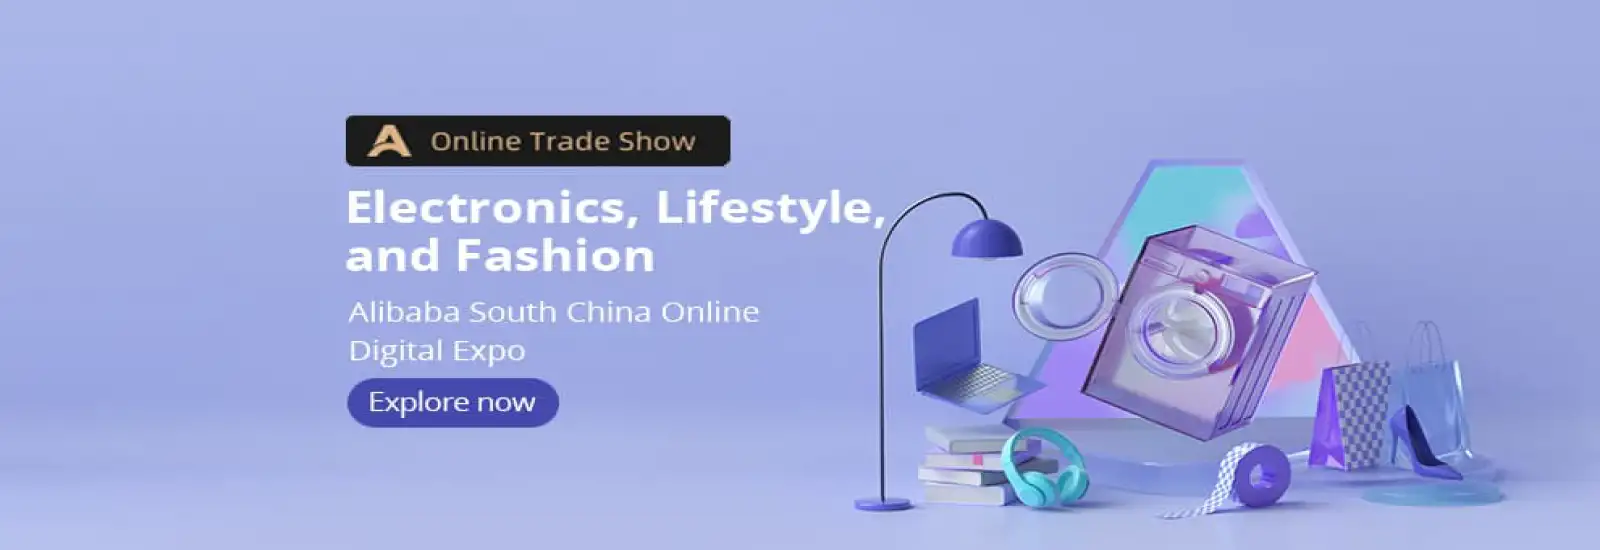 Online Trade Show
Electronics, Lifestyle,
and Fashion
Alibaba South China Online
Digital Expo
Explore now